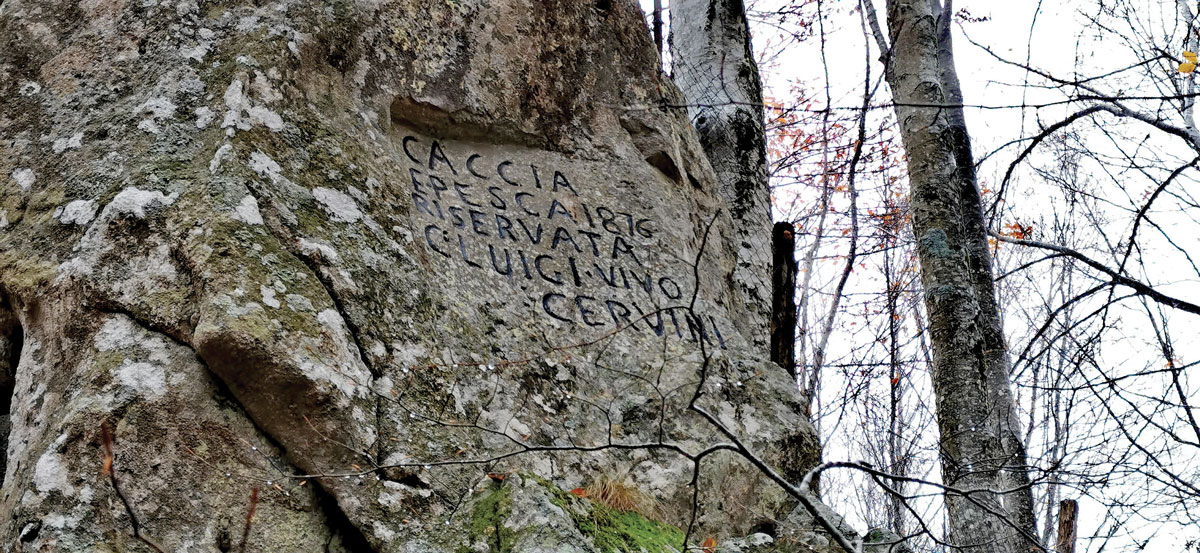 CACCIA
E PESCA 1876
RISERVATA
C: LUIGI·VIVO
CERVINI